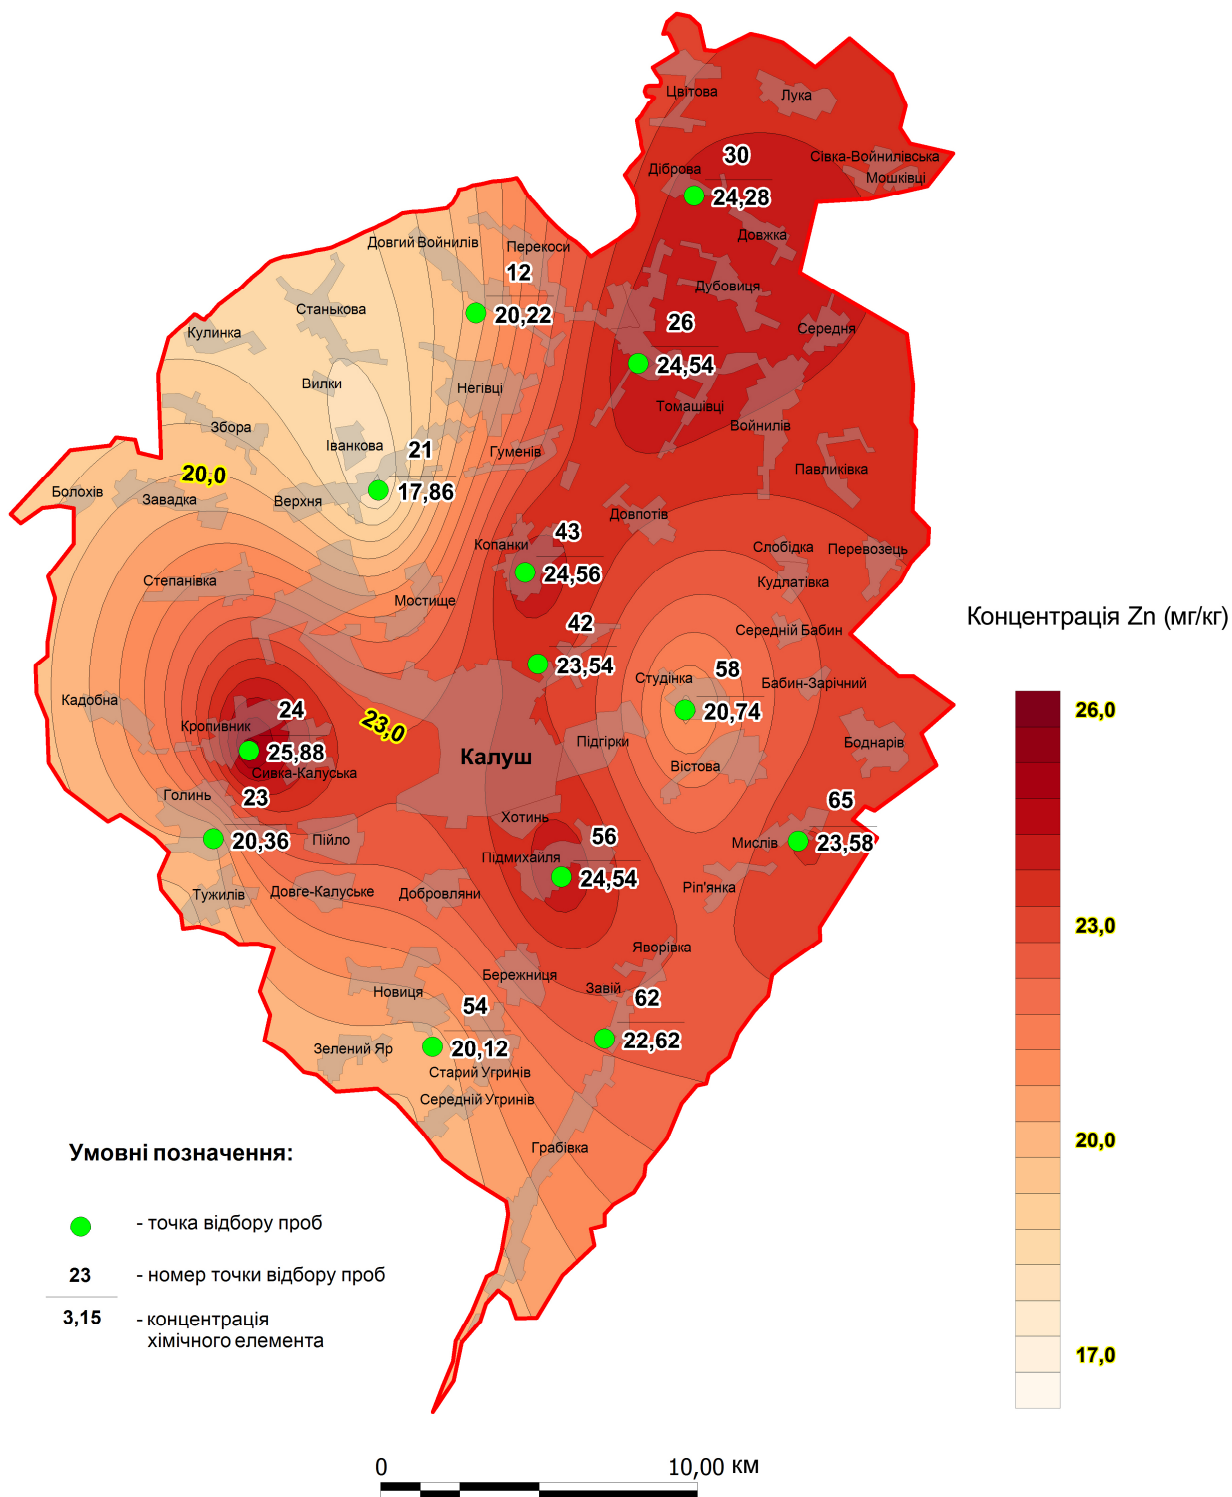 Цвітова
Лука
30
Сівка-Войнилівська
Діброва
Мошківці
24,28
Довжка
Довгий Войнилів
Перекоси
12
Дубовиця
Станькова
20,22
26
Середня
Кулинка
24,54
Вилки
Негівці
Томашівці
Збора
Войнилів
Іванкова
21
Гуменів
20,0
Павликівка
Болохів
Завадка
Верхня
17,86
Довпотів
43
Копанки
Слобідка
Перевозець
24,56
Степанівка
Кудлатівка
Мостище
42
Середній Бабин
23,54
58
Студінка
Бабин-Зарічний
Кадобна
24
20,74
Кропивник
23,0
Підгірки
Боднарів
25,88
Калуш
Сивка-Калуська
Вістова
Голинь
23
65
Хотинь
20,36
Пійло
56
Мислів
23,58
Підмихайля
24,54
Тужилів
Довге-Калуське
Добровляни
Ріп'янка
Яворівка
Бережниця
Новиця
Завій
54
62
Зелений Яр
20,12
22,62
Старий Угринів
Середній Угринів
Грабівка
Концентрація Zn (мг/кг)
26,0
23,0
20,0
17,0
Умовні позначення:
- точка відбору проб
23 - номер точки відбору проб
3,15 - концентрація
хімічного елемента
0 10,00 км